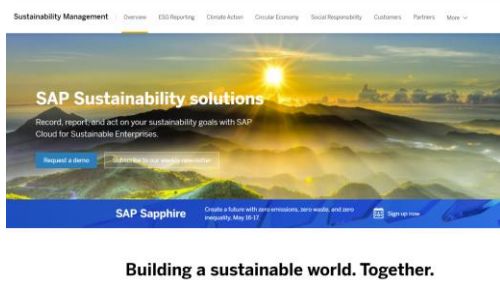 Sustainability Management Overview ESG Reporting Climate Action Circular Economy Social Responsibility Customers Partners More
SAP Sustainability solutions
Record, report, and act on your sustainability goals with SAP
Cloud for Sustainable Enterprises.
Request a demo Subscribe to our weekly newsletter
SAP Sapphire
Create a future with zero emissions, zero waste, and zero
inequality, May 16-17.
Sign up now
Building a sustainable world. Together.